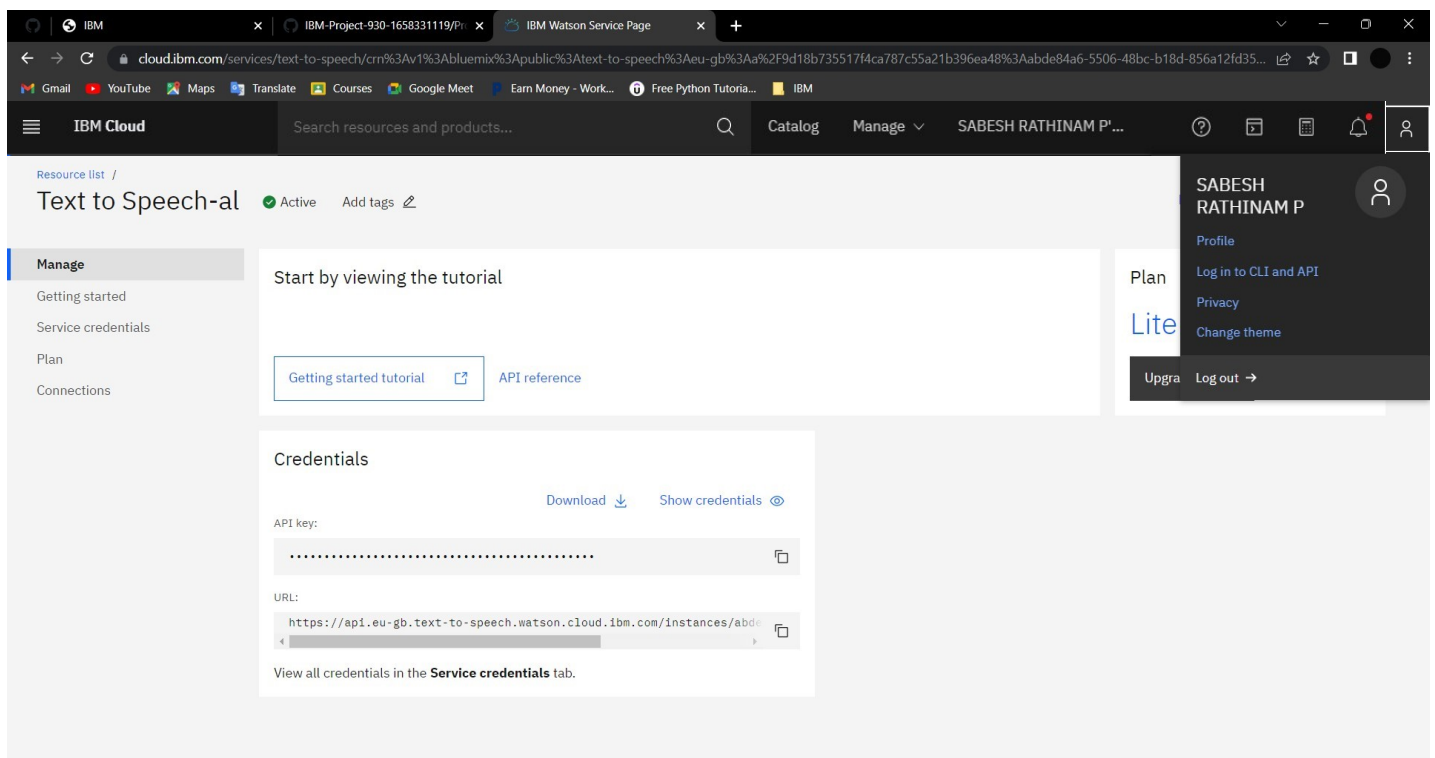 IBM
IBM-Project-930-1658331119/Pr
IBM Watson Service Page
cloud.ibm.com/services/text-to-speech/crn%3Av1%3Abluemix%3Apublic%3Atext-to-speech%3Aeu-gb%3Aa%2F9d18b735517f4ca787c55a21b396ea48%3Aabde84a6-5506-48bc-b18d-856a12fd35...
Gmail YouTube Maps Translate Courses Google Meet Earn Money - Work... Free Python Tutoria... IBM
IBM Cloud Search resources and products... Catalog Manage SABESH RATHINAM P'...
Resource list /
Text to Speech-al Active Add tags
SABESH
RATHINAM P
Profile
Log in to CLI and API
Privacy
Change theme
Log out →
Manage
Getting started
Service credentials
Plan
Connections
Start by viewing the tutorial
Getting started tutorial API reference
Plan
Lite
Upgra
Credentials
Download Show credentials
API key:
............................................
URL:
https://api.eu-gb.text-to-speech.watson.cloud.ibm.com/instances/abde
View all credentials in the Service credentials tab.